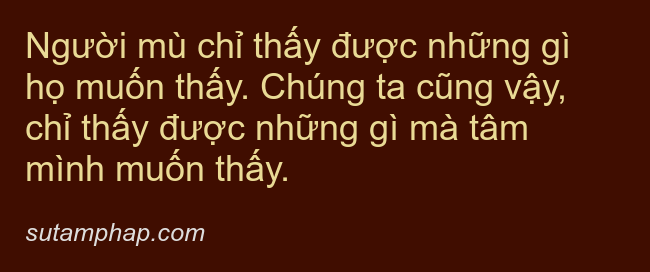 Người mù chỉ thấy được những gì
họ muốn thấy. Chúng ta cũng vậy,
chỉ thấy được những gì mà tâm
mình muốn thấy.
sutamphap.com